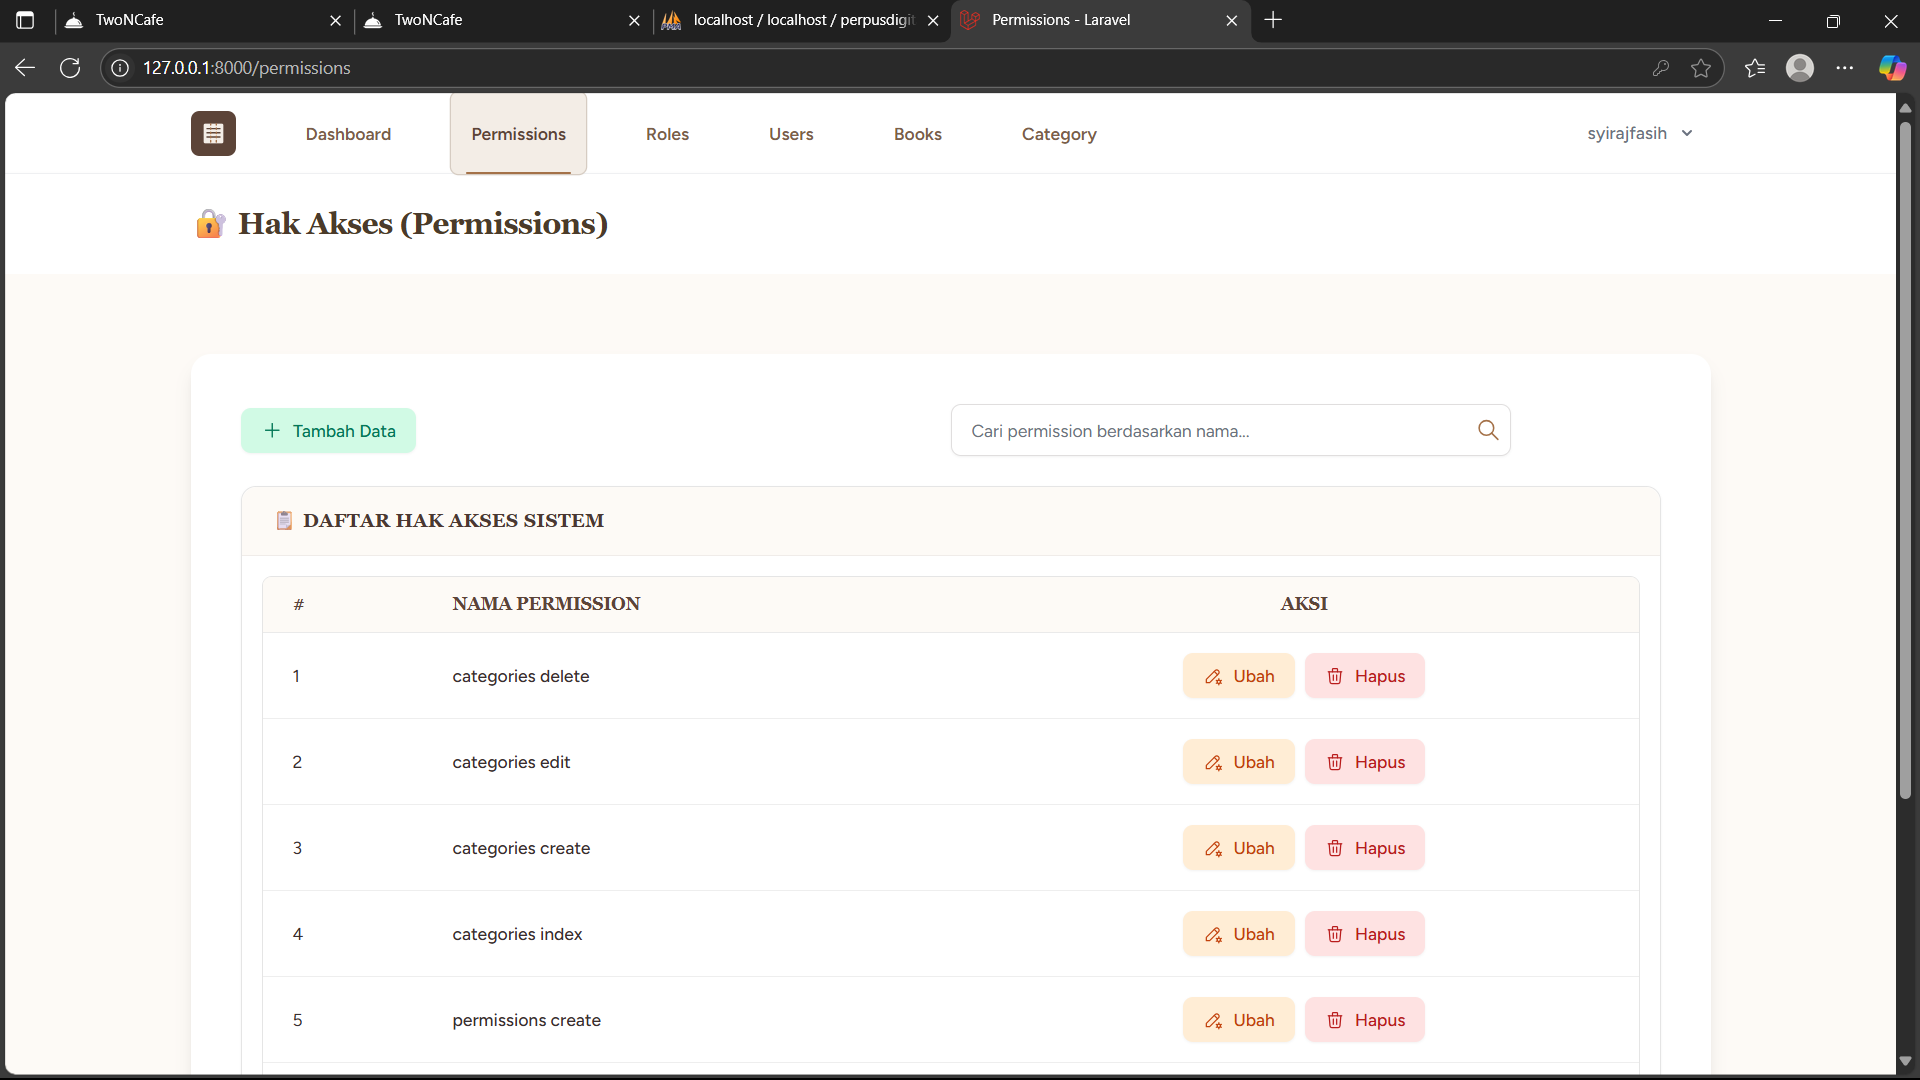 TwoNCafe
TwoNCafe
localhost / localhost / perpusdigit
Permissions - Laravel
127.0.0.1:8000/permissions
Dashboard
Permissions
Roles
Users
Books
Category
syirajfasih
Hak Akses (Permissions)
+ Tambah Data
Cari permission berdasarkan nama...
DAFTAR HAK AKSES SISTEM
# NAMA PERMISSION AKSI
1 categories delete Ubah Hapus
2 categories edit Ubah Hapus
3 categories create Ubah Hapus
4 categories index Ubah Hapus
5 permissions create Ubah Hapus